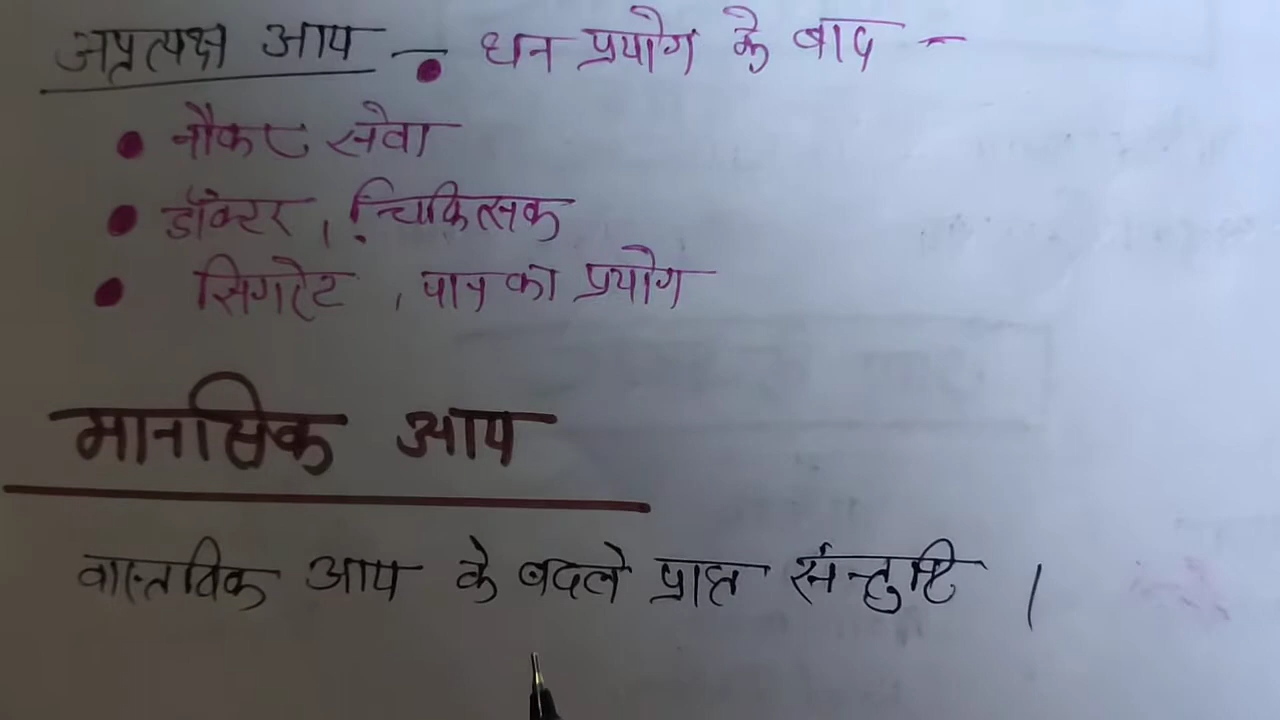 अप्रत्यक्ष आय - • धन प्रयोग के बाद -
• नौकर सेवा
• डॉक्टर, चिकित्सक
• सिगरेट, पान का प्रयोग
मानसिक आय
वास्तविक आय के बदले प्राप्त संन्तुष्टि ।